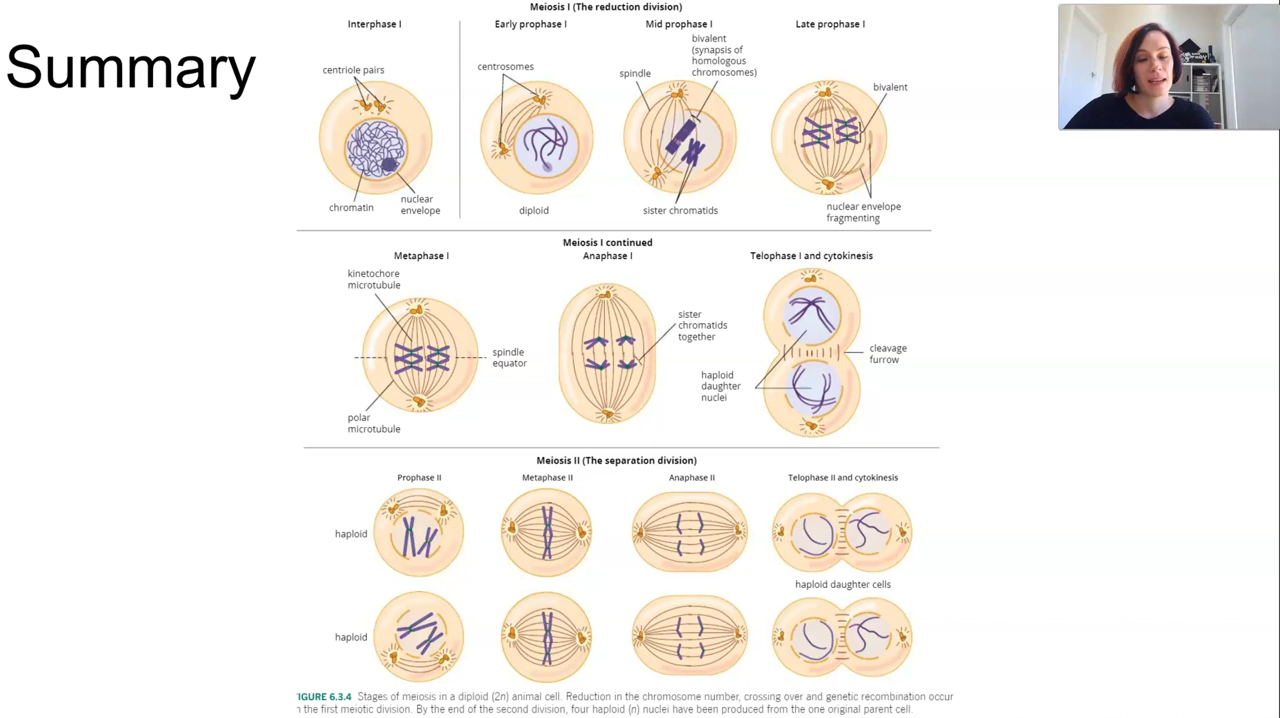 Summary
Meiosis I (The reduction division)
Interphase I
Early prophase I
Mid prophase I
Late prophase I
centriole pairs
chromatin
nuclear
envelope
centrosomes
diploid
spindle
bivalent
(synapsis of
homologous
chromosomes)
sister chromatids
bivalent
nuclear envelope
fragmenting
Meiosis I continued
Metaphase I
Anaphase I
Telophase I and cytokinesis
kinetochore
microtubule
spindle
equator
polar
microtubule
sister
chromatids
together
haploid
daughter
nuclei
cleavage
furrow
Meiosis II (The separation division)
Prophase II
Metaphase II
Anaphase II
Telophase II and cytokinesis
haploid
haploid daughter cells
haploid
FIGURE 6.3.4 Stages of meiosis in a diploid (2n) animal cell. Reduction in the chromosome number, crossing over and genetic recombination occur
n the first meiotic division. By the end of the second division, four haploid (n) nuclei have been produced from the one original parent cell.